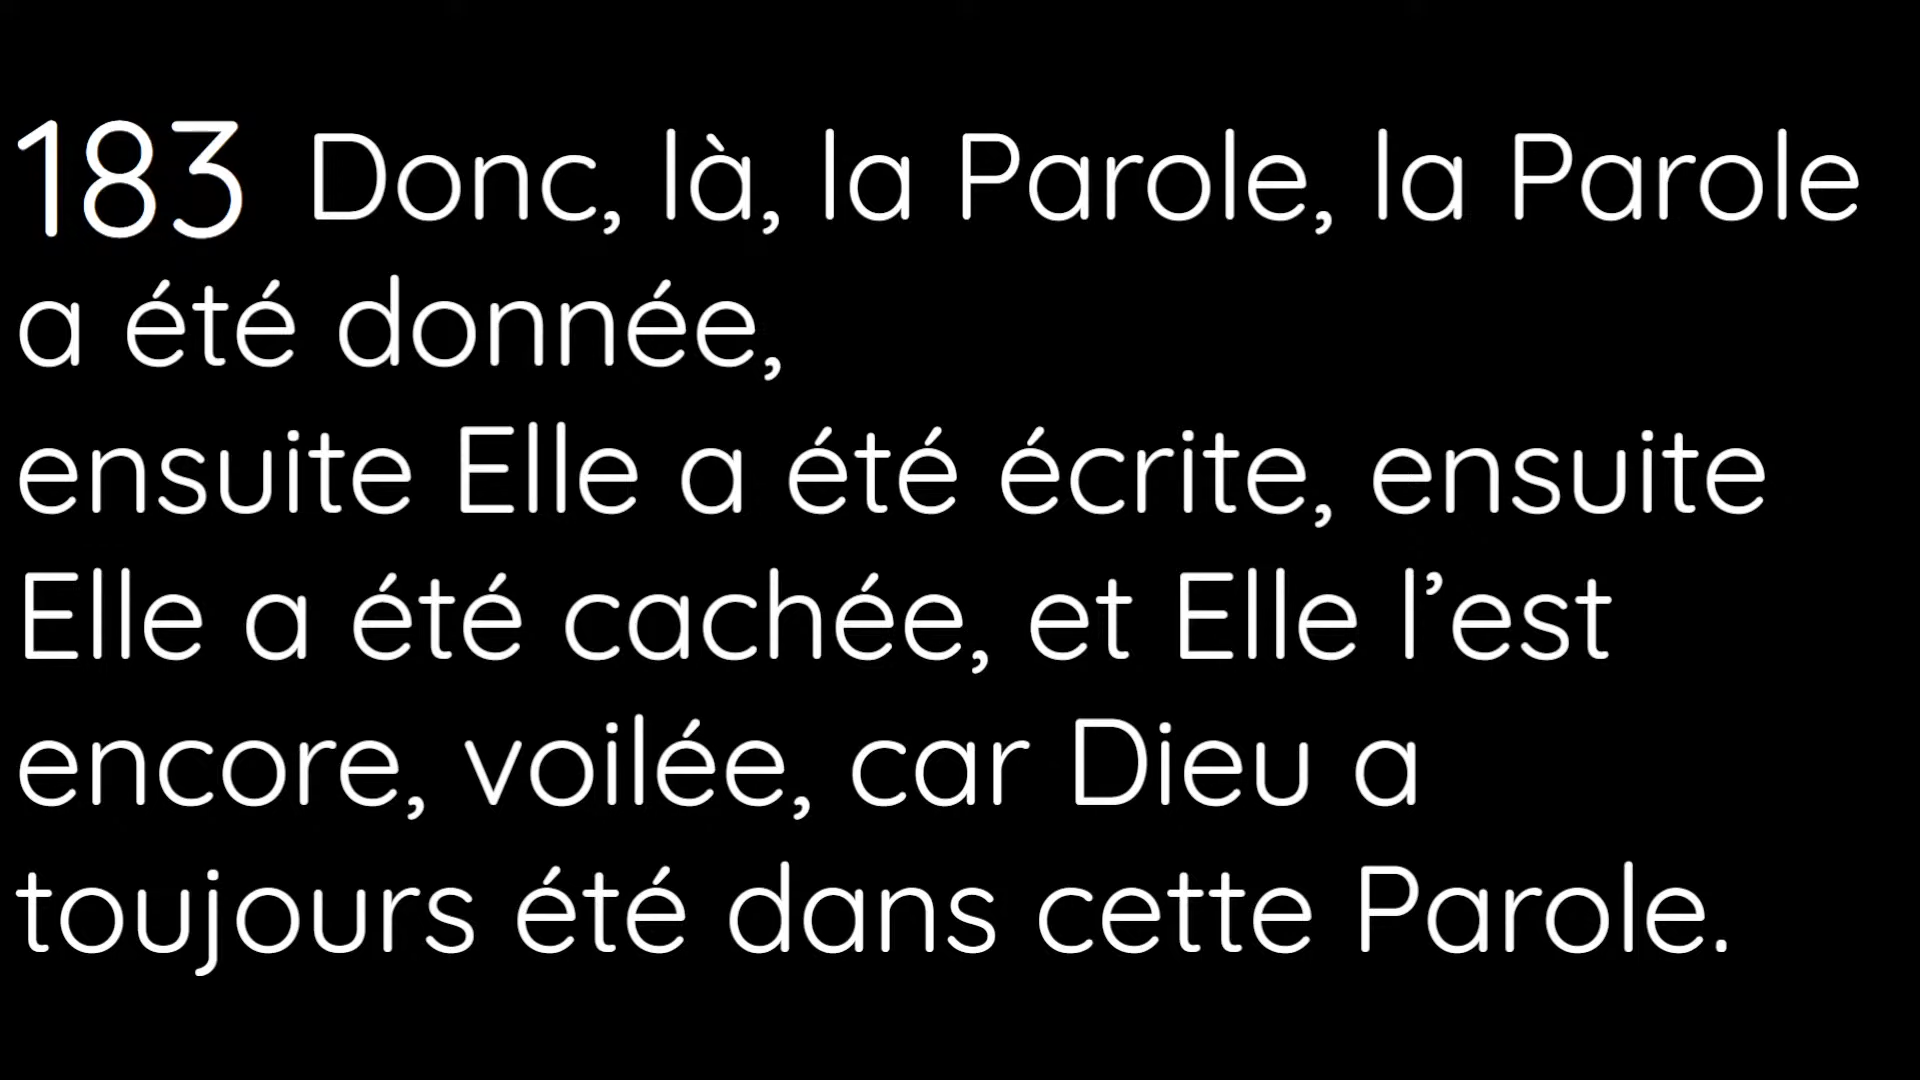 183 Donc, là, la Parole, la Parole
a été donnée,
ensuite Elle a été écrite, ensuite
Elle a été cachée, et Elle l’est
encore, voilée, car Dieu a
toujours été dans cette Parole.